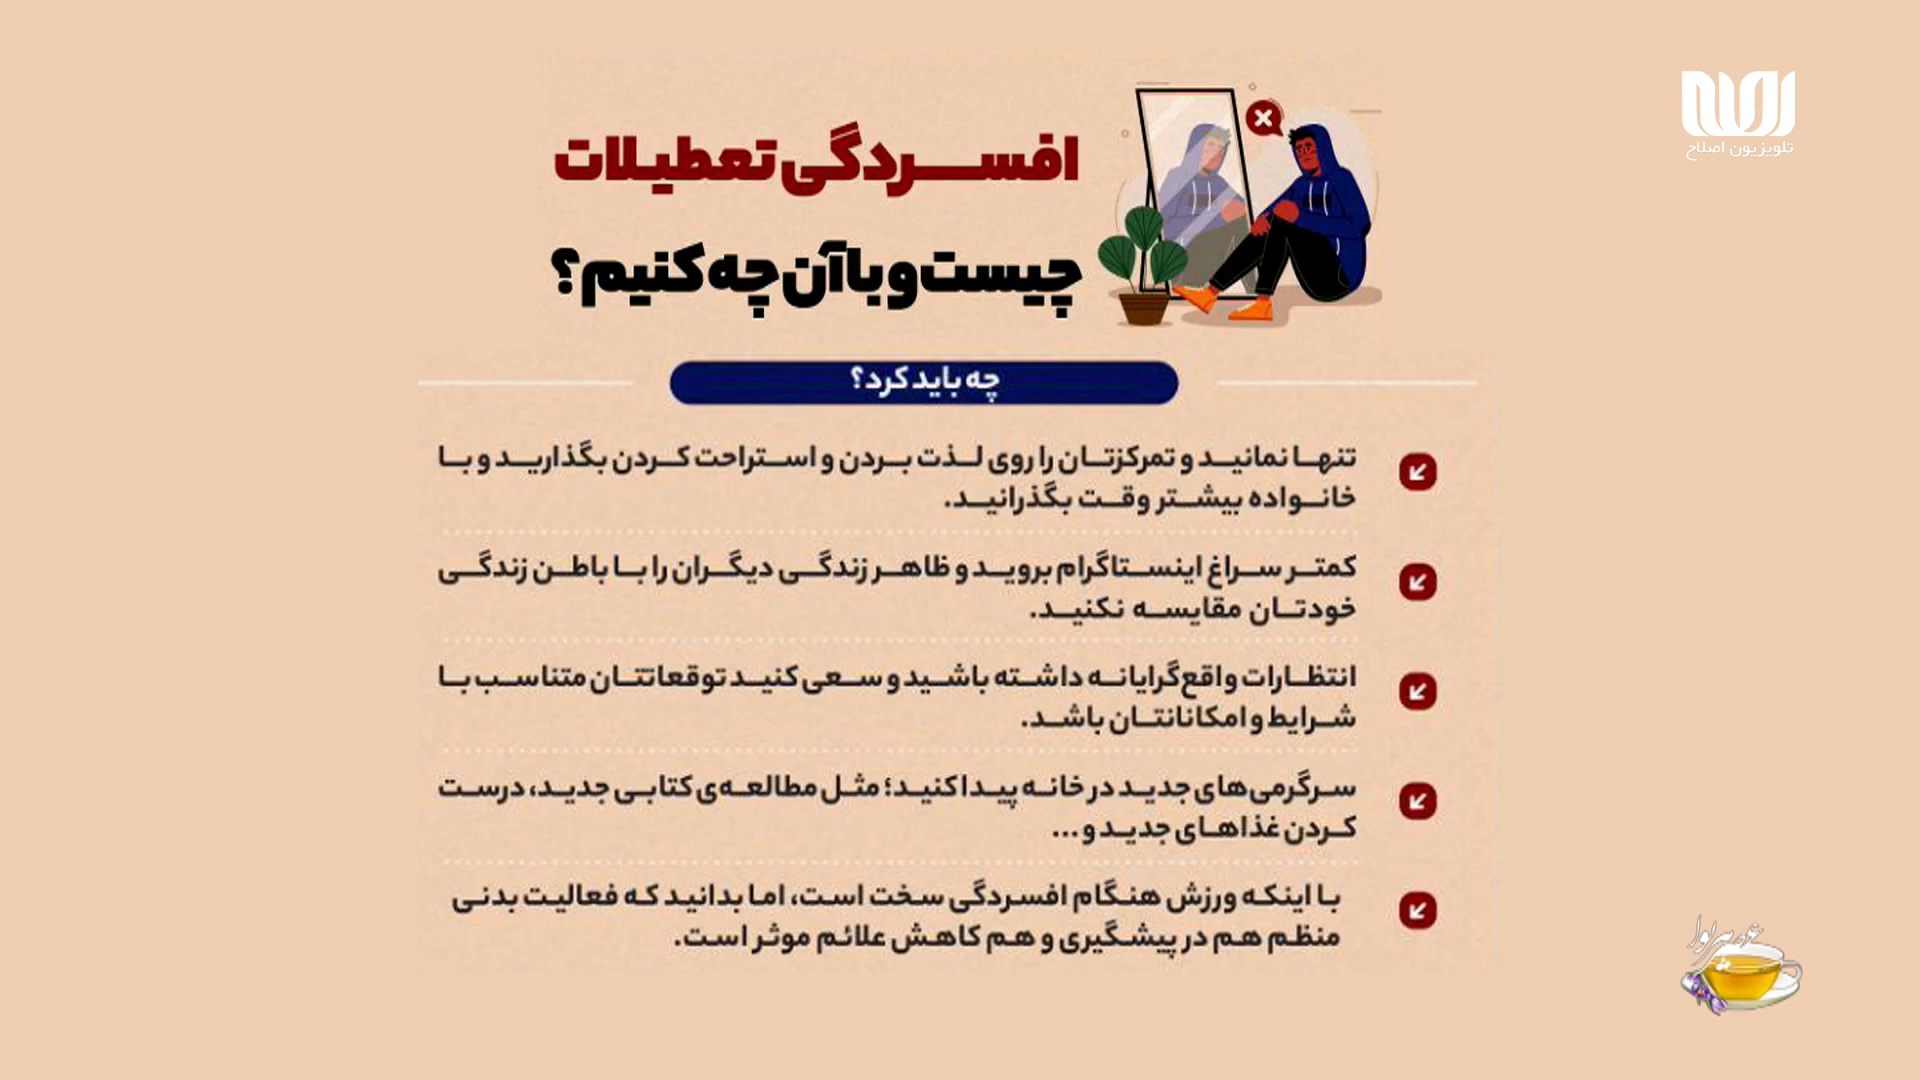 افسردگی تعطیلات
چیست و با آن چه کنیم؟
تلویزیون اصلاح
چه باید کرد؟
تنها نمانید و تمرکزتان را روی لذت بردن و استراحت کردن بگذارید و با
خانواده بیشتر وقت بگذرانید.
کمتر سراغ اینستاگرام بروید و ظاهر زندگی دیگران را با باطن زندگی
خودتان مقایسه نکنید.
انتظارات واقع‌گرایانه داشته باشید و سعی کنید توقعاتتان متناسب با
شرایط و امکاناتتان باشد.
سرگرمی‌های جدید در خانه پیدا کنید؛ مثل مطالعه‌ی کتابی جدید، درست
کردن غذاهای جدید و...
با اینکه ورزش هنگام افسردگی سخت است، اما بدانید که فعالیت بدنی
منظم هم در پیشگیری و هم کاهش علائم موثر است.